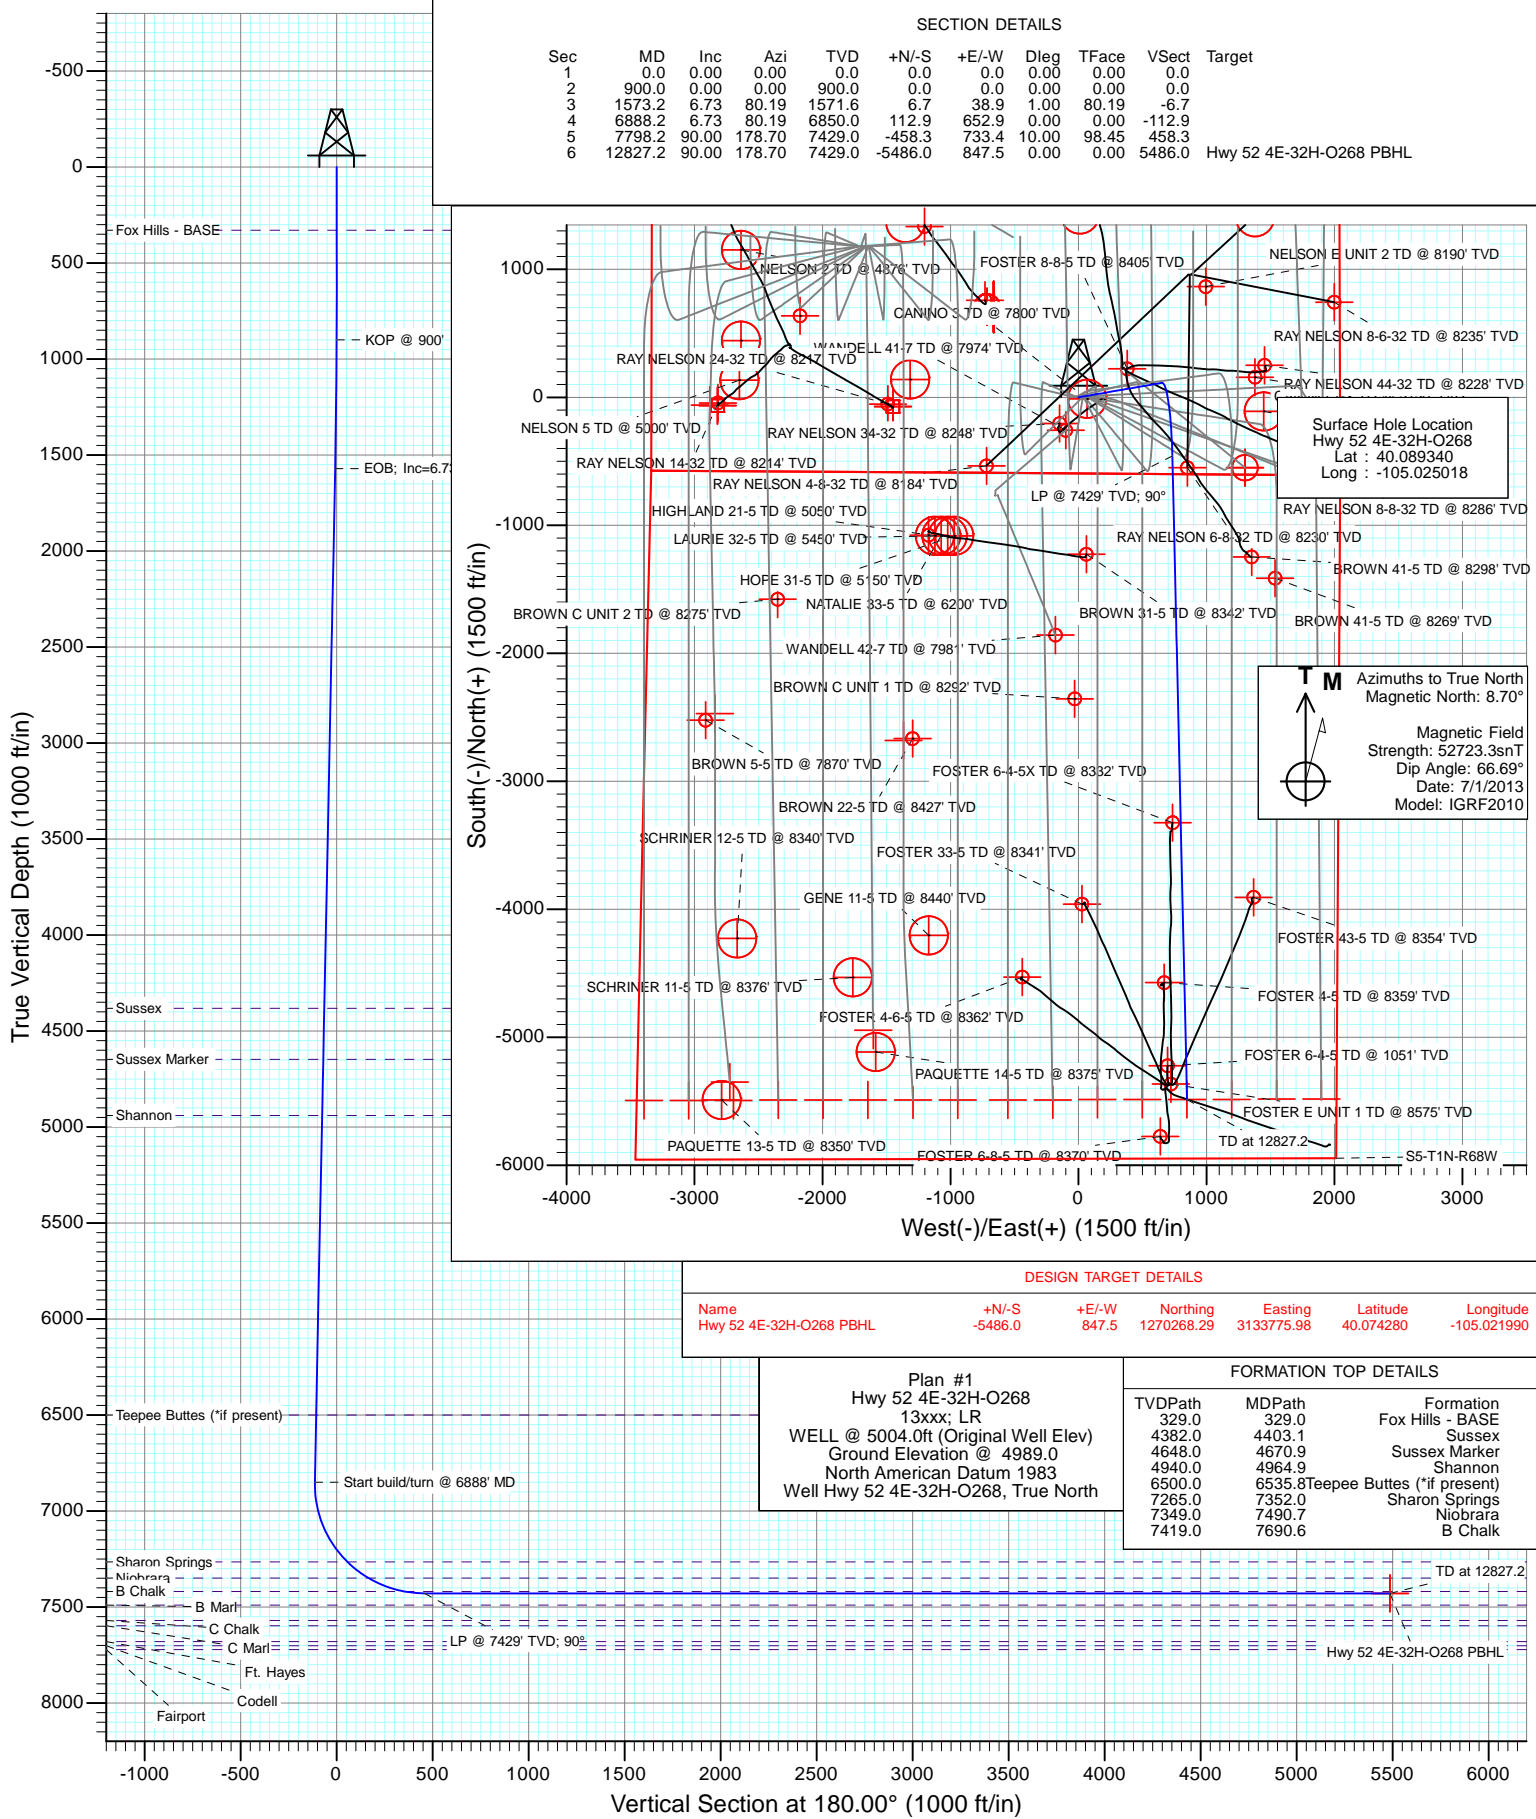 SECTION DETAILS
Sec MD Inc Azi TVD +N/-S +E/-W Dleg TFace VSect Target
1 0.0 0.00 0.00 0.0 0.0 0.0 0.00 0.00 0.0
2 900.0 0.00 0.00 900.0 0.0 0.0 0.00 0.00 0.0
3 1573.2 6.73 80.19 1571.6 6.7 38.9 1.00 80.19 -6.7
4 6888.2 6.73 80.19 6850.0 112.9 652.9 0.00 0.00 -112.9
5 7798.2 90.00 178.70 7429.0 -458.3 733.4 10.00 98.45 458.3
6 12827.2 90.00 178.70 7429.0 -5486.0 847.5 0.00 0.00 5486.0 Hwy 52 4E-32H-O268 PBHL
True Vertical Depth (1000 ft/in)
-500
0
500
1000
1500
2000
2500
3000
3500
4000
4500
5000
5500
6000
6500
7000
7500
8000
Fox Hills - BASE
KOP @ 900'
EOB; Inc=6.73
Sussex
Sussex Marker
Shannon
Teepee Buttes (*if present)
Start build/turn @ 6888' MD
Sharon Springs
Niobrara
B Chalk
B Marl
C Chalk
C Marl
Ft. Hayes
Codell
Fairport
LP @ 7429' TVD; 90°
TD at 12827.2
Hwy 52 4E-32H-O268 PBHL
-1000 -500 0 500 1000 1500 2000 2500 3000 3500 4000 4500 5000 5500 6000
Vertical Section at 180.00° (1000 ft/in)
South(-)/North(+) (1500 ft/in)
1000
0
-1000
-2000
-3000
-4000
-5000
-6000
NELSON 2 TD @ 4876' TVD
FOSTER 8-8-5 TD @ 8405' TVD
NELSON E UNIT 2 TD @ 8190' TVD
CANINO 3 TD @ 7800' TVD
RAY NELSON 8-6-32 TD @ 8235' TVD
WANDELL 41-7 TD @ 7974' TVD
RAY NELSON 24-32 TD @ 8217' TVD
RAY NELSON 44-32 TD @ 8228' TVD
NELSON 5 TD @ 5000' TVD
RAY NELSON 34-32 TD @ 8248' TVD
Surface Hole Location
Hwy 52 4E-32H-O268
Lat : 40.089340
Long : -105.025018
RAY NELSON 14-32 TD @ 8214' TVD
RAY NELSON 4-8-32 TD @ 8184' TVD
LP @ 7429' TVD; 90°
HIGHLAND 21-5 TD @ 5050' TVD
RAY NELSON 8-8-32 TD @ 8286' TVD
LAURIE 32-5 TD @ 5450' TVD
RAY NELSON 6-8-32 TD @ 8230' TVD
BROWN 41-5 TD @ 8298' TVD
HOPE 31-5 TD @ 5150' TVD
NATALIE 33-5 TD @ 6200' TVD
BROWN C UNIT 2 TD @ 8275' TVD
BROWN 31-5 TD @ 8342' TVD
BROWN 41-5 TD @ 8269' TVD
WANDELL 42-7 TD @ 7981' TVD
BROWN C UNIT 1 TD @ 8292' TVD
T M
Azimuths to True North
Magnetic North: 8.70°
Magnetic Field
Strength: 52723.3snT
Dip Angle: 66.69°
Date: 7/1/2013
Model: IGRF2010
BROWN 5-5 TD @ 7870' TVD
FOSTER 6-4-5X TD @ 8332' TVD
BROWN 22-5 TD @ 8427' TVD
SCHRINER 12-5 TD @ 8340' TVD
FOSTER 33-5 TD @ 8341' TVD
GENE 11-5 TD @ 8440' TVD
FOSTER 43-5 TD @ 8354' TVD
SCHRINER 11-5 TD @ 8376' TVD
FOSTER 4-5 TD @ 8359' TVD
FOSTER 4-6-5 TD @ 8362' TVD
FOSTER 6-4-5 TD @ 1051' TVD
PAQUETTE 14-5 TD @ 8375' TVD
FOSTER E UNIT 1 TD @ 8575' TVD
PAQUETTE 13-5 TD @ 8350' TVD
TD at 12827.2
FOSTER 6-8-5 TD @ 8370' TVD
S5-T1N-R68W
-4000 -3000 -2000 -1000 0 1000 2000 3000
West(-)/East(+) (1500 ft/in)
DESIGN TARGET DETAILS
Name +N/-S +E/-W Northing Easting Latitude Longitude
Hwy 52 4E-32H-O268 PBHL -5486.0 847.5 1270268.29 3133775.98 40.074280 -105.021990
Plan #1
Hwy 52 4E-32H-O268
13xxx; LR
WELL @ 5004.0ft (Original Well Elev)
Ground Elevation @ 4989.0
North American Datum 1983
Well Hwy 52 4E-32H-O268, True North
FORMATION TOP DETAILS
TVDPath MDPath Formation
329.0 329.0 Fox Hills - BASE
4382.0 4403.1 Sussex
4648.0 4670.9 Sussex Marker
4940.0 4964.9 Shannon
6500.0 6535.8 Teepee Buttes (*if present)
7265.0 7352.0 Sharon Springs
7349.0 7490.7 Niobrara
7419.0 7690.6 B Chalk